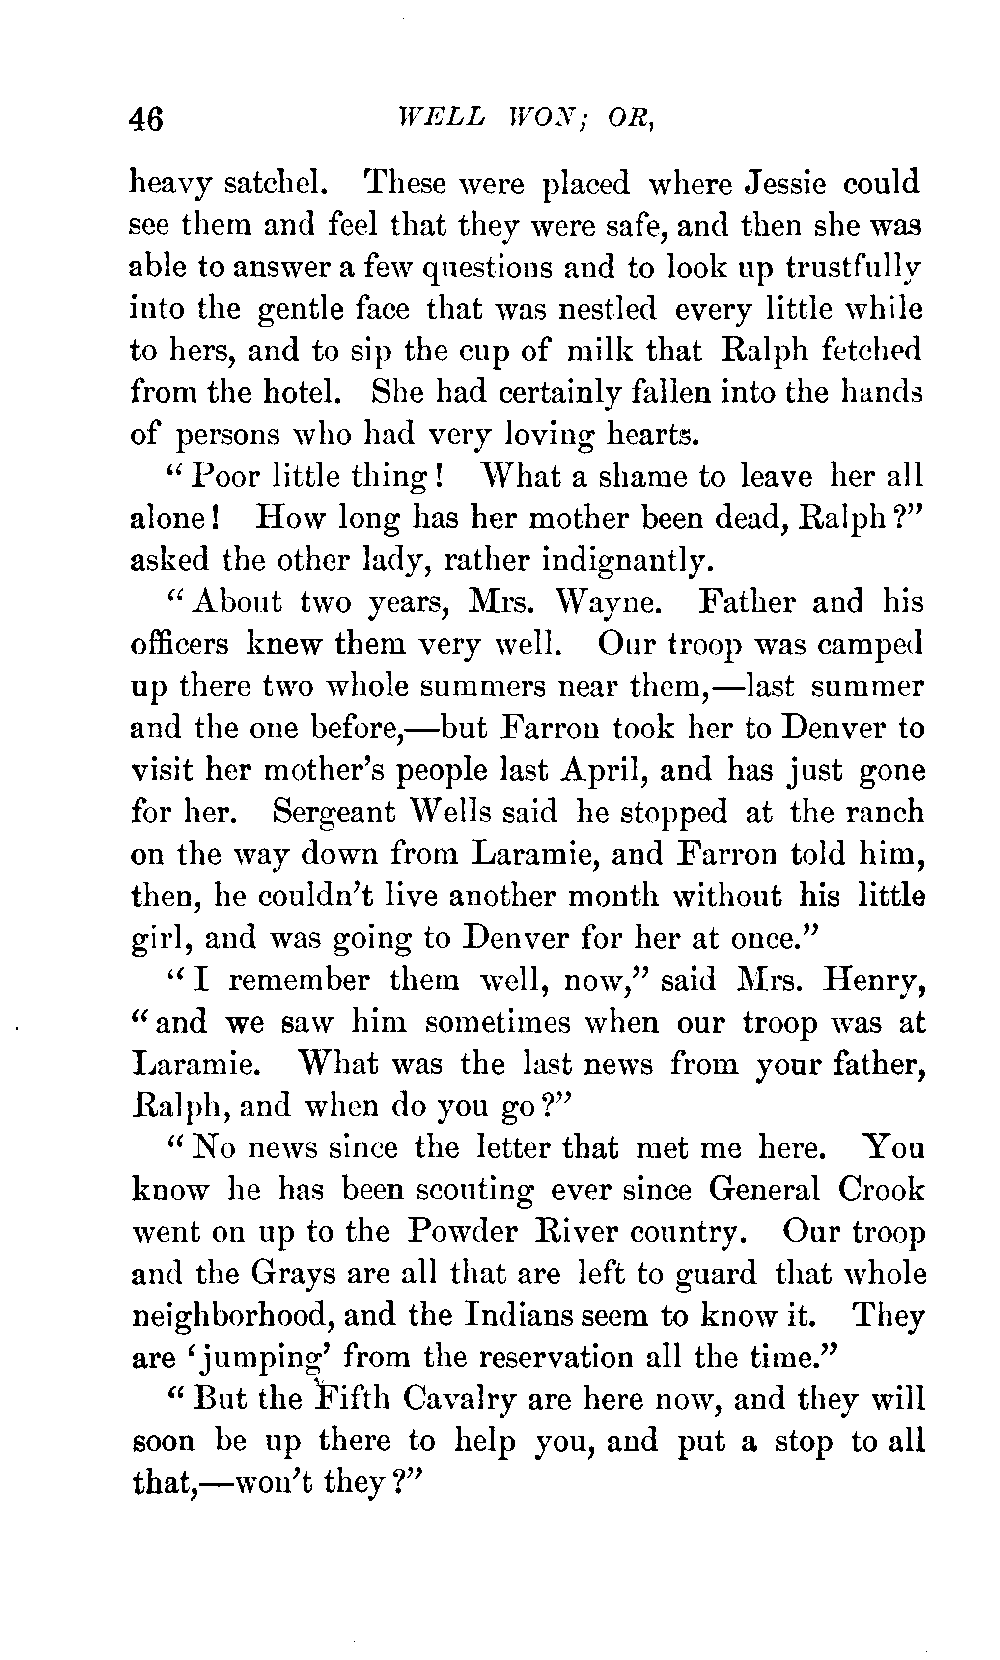 46 WELL WON; OR,
heavy satchel. These were placed where Jessie could
see them and feel that they were safe, and then she was
able to answer a few questions and to look up trustfully
into the gentle face that was nestled every little while
to hers, and to sip the cup of milk that Ralph fetched
from the hotel. She had certainly fallen into the hands
of persons who had very loving hearts.
“Poor little thing! What a shame to leave her all
alone! How long has her mother been dead, Ralph?”
asked the other lady, rather indignantly.
“About two years, Mrs. Wayne. Father and his
officers knew them very well. Our troop was camped
up there two whole summers near them,—last summer
and the one before,—but Farron took her to Denver to
visit her mother’s people last April, and has just gone
for her. Sergeant Wells said he stopped at the ranch
on the way down from Laramie, and Farron told him,
then, he couldn’t live another month without his little
girl, and was going to Denver for her at once.”
“I remember them well, now,” said Mrs. Henry,
“and we saw him sometimes when our troop was at
Laramie. What was the last news from your father,
Ralph, and when do you go?”
“No news since the letter that met me here. You
know he has been scouting ever since General Crook
went on up to the Powder River country. Our troop
and the Grays are all that are left to guard that whole
neighborhood, and the Indians seem to know it. They
are ‘jumping’ from the reservation all the time.”
“But the Fifth Cavalry are here now, and they will
soon be up there to help you, and put a stop to all
that,—won’t they?”